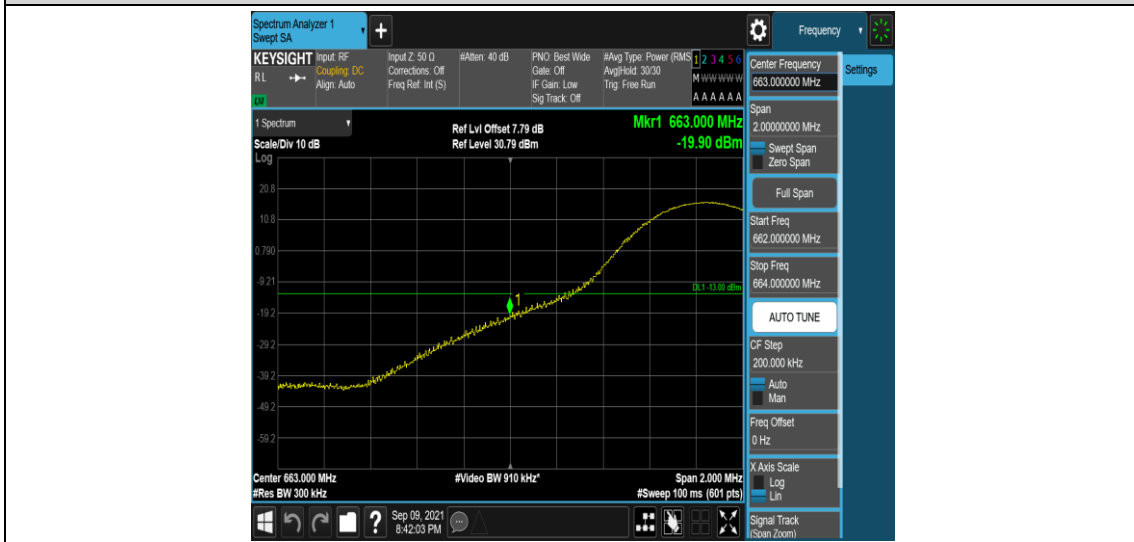 Spectrum Analyzer 1
Swept SA
+
Frequency
KEYSIGHT
RL
LXI
Input: RF
Coupling: DC
Align: Auto
Input Z: 50 Ω
Corrections: Off
Freq Ref: Int (S)
#Atten: 40 dB
PNO: Best Wide
Gate: Off
IF Gain: Low
Sig Track: Off
#Avg Type: Power (RMS
Avg|Hold: 30/30
Trig: Free Run
1 2 3 4 5 6
M W W W W W
A A A A A A
1 Spectrum
Scale/Div 10 dB
Ref Lvl Offset 7.79 dB
Ref Level 30.79 dBm
Mkr1 663.000 MHz
-19.90 dBm
Log
20.8
10.8
0.790
-9.21
-19.2
-29.2
-39.2
-49.2
-59.2
DL1 -13.00 dBm
1
Center 663.000 MHz
#Res BW 300 kHz
#Video BW 910 kHz*
Span 2.000 MHz
#Sweep 100 ms (601 pts)
Center Frequency
663.000000 MHz
Settings
Span
2.00000000 MHz
Swept Span
Zero Span
Full Span
Start Freq
662.000000 MHz
Stop Freq
664.000000 MHz
AUTO TUNE
CF Step
200.000 kHz
Auto
Man
Freq Offset
0 Hz
X Axis Scale
Log
Lin
Signal Track
(Span Zoom)
?
Sep 09, 2021
8:42:03 PM